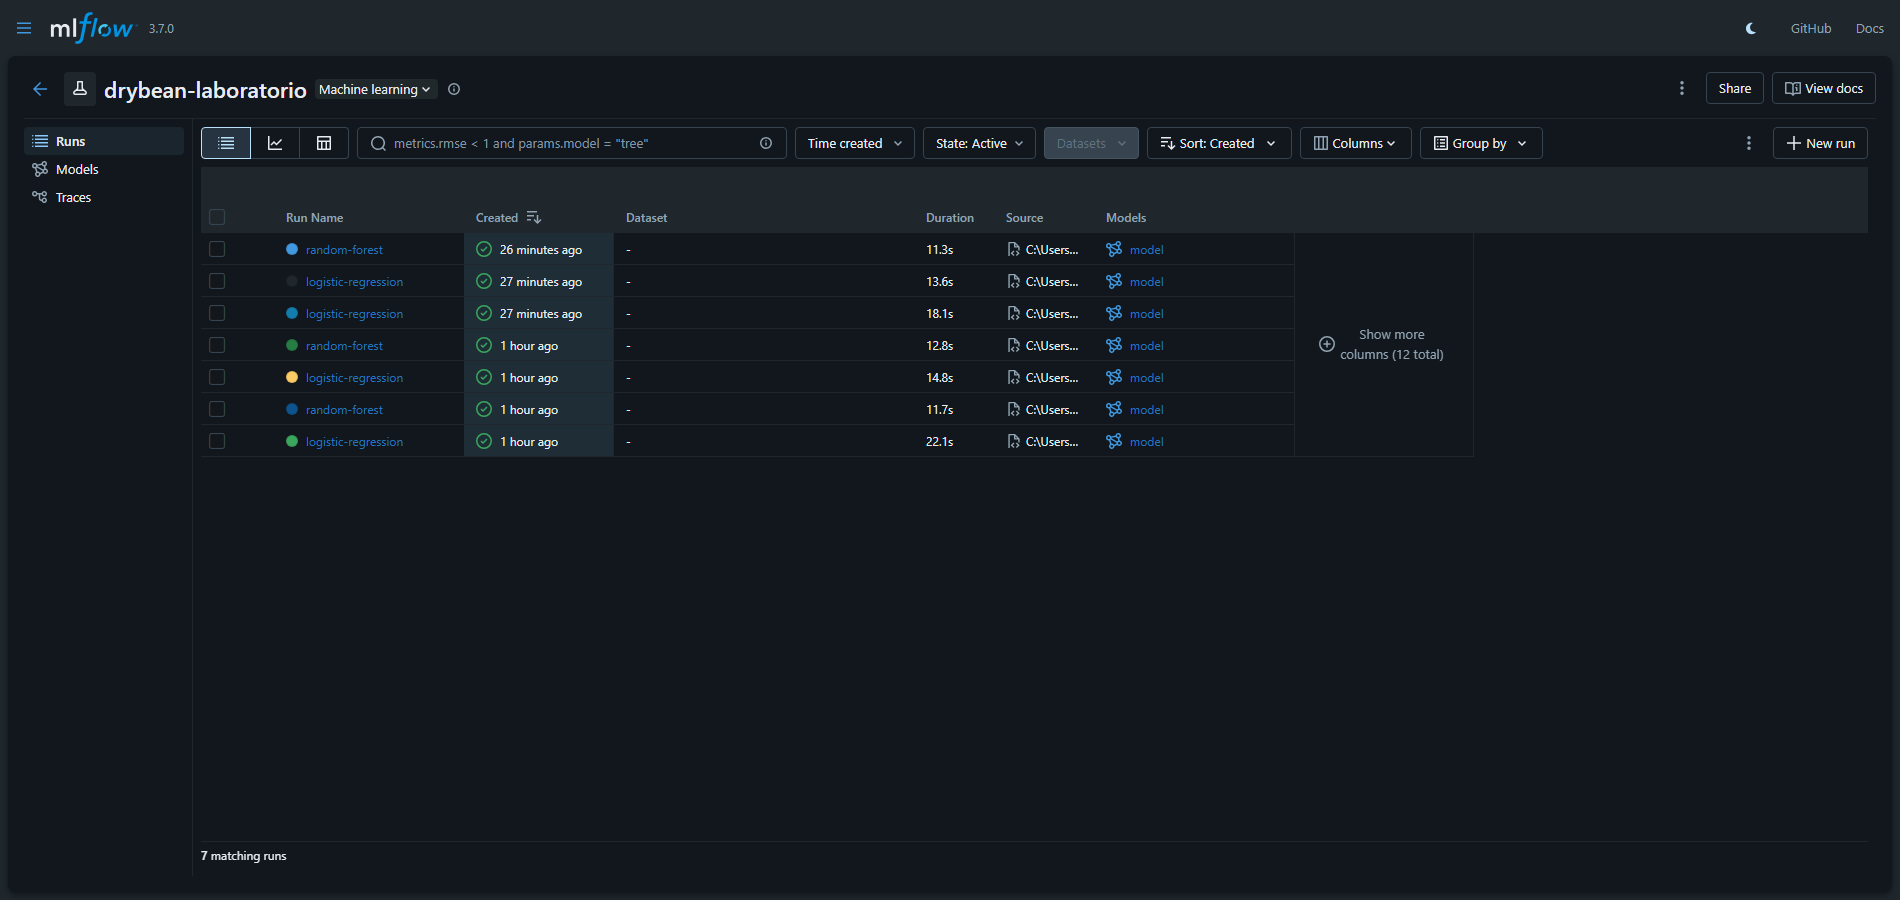 mlflow 3.7.0 GitHub Docs
drybean-laboratorio Machine learning Share View docs
Runs
Models
Traces
metrics.rmse < 1 and params.model = "tree" Time created State: Active Datasets Sort: Created Columns Group by New run
Run Name Created Dataset Duration Source Models
random-forest 26 minutes ago - 11.3s C:\Users... model
logistic-regression 27 minutes ago - 13.6s C:\Users... model
logistic-regression 27 minutes ago - 18.1s C:\Users... model
random-forest 1 hour ago - 12.8s C:\Users... model
logistic-regression 1 hour ago - 14.8s C:\Users... model
random-forest 1 hour ago - 11.7s C:\Users... model
logistic-regression 1 hour ago - 22.1s C:\Users... model
Show more
columns (12 total)
7 matching runs